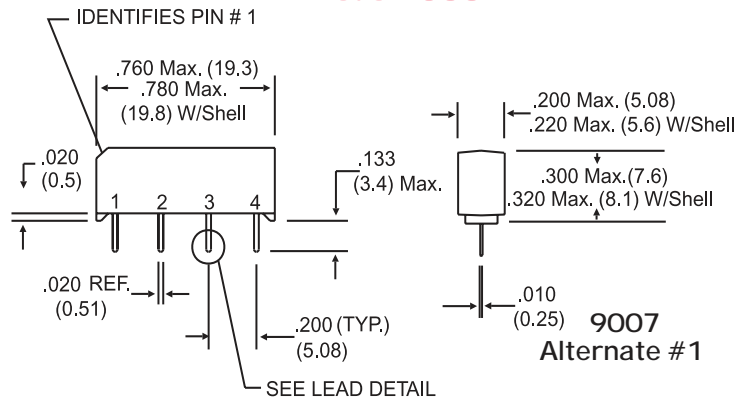 IDENTIFIES PIN # 1
.760 Max. (19.3)
.780 Max.
(19.8) W/Shell
.200 Max. (5.08)
.220 Max. (5.6) W/Shell
.020
(0.5)
.133
(3.4) Max.
.300 Max.(7.6)
.320 Max. (8.1) W/Shell
1 2 3 4
.020 REF.
(0.51)
.200 (TYP.)
(5.08)
.010
(0.25)
9007
Alternate #1
SEE LEAD DETAIL